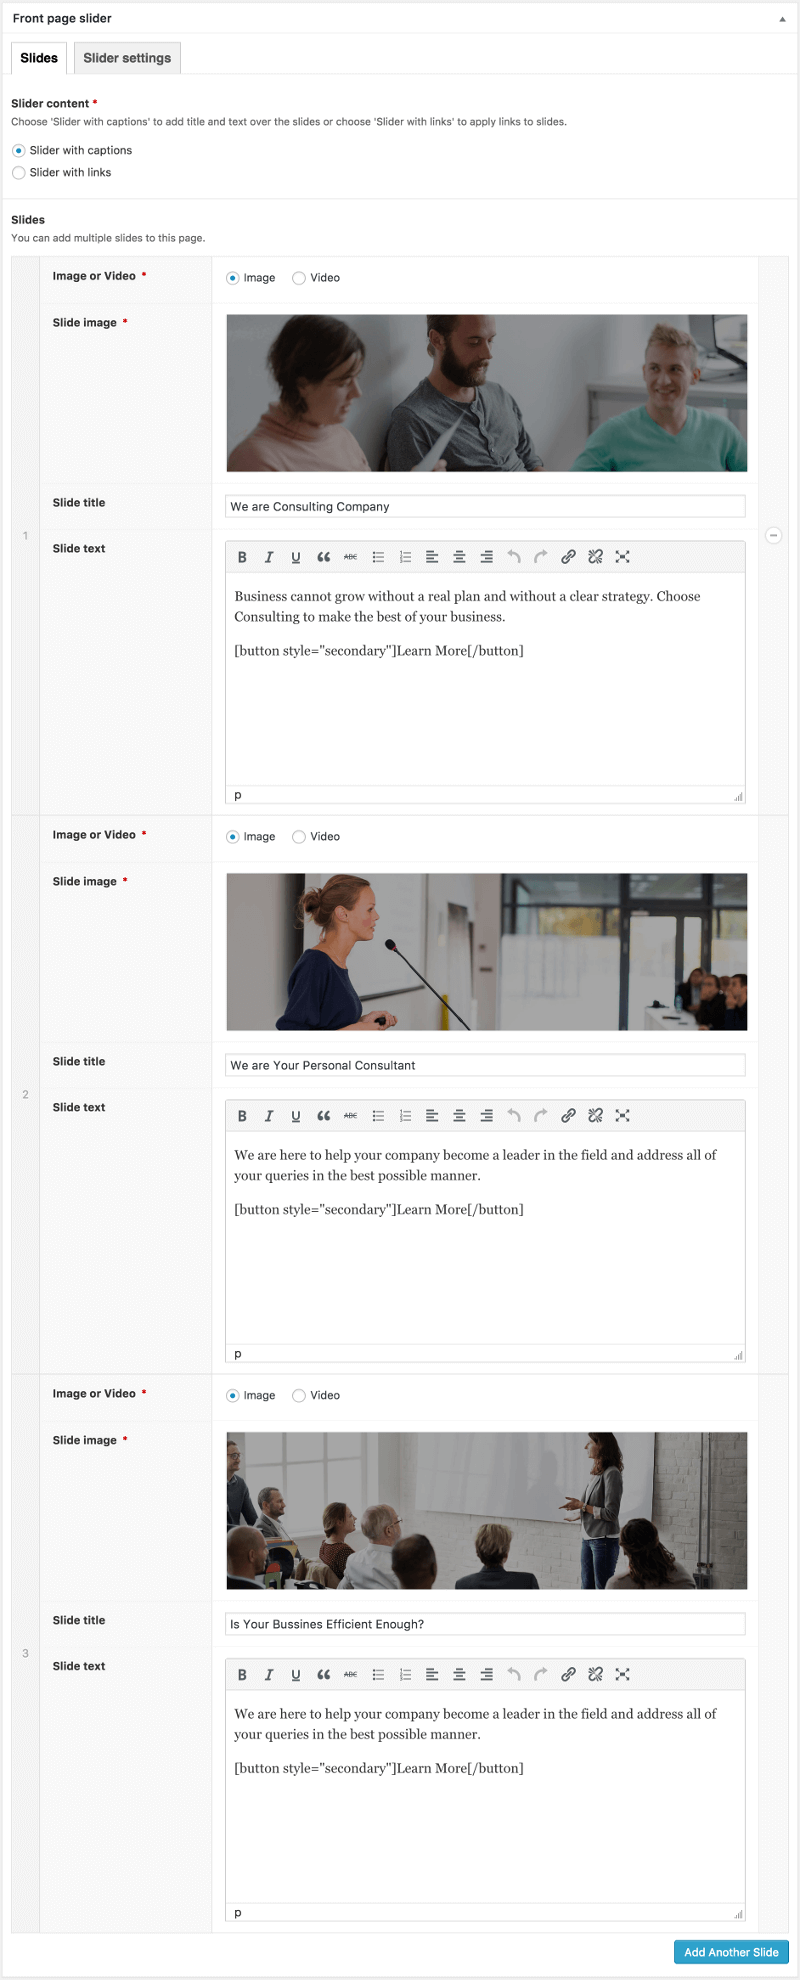 Front page slider
Slides
Slider settings
Slider content *
Choose 'Slider with captions' to add title and text over the slides or choose 'Slider with links' to apply links to slides.
Slider with captions
Slider with links
Slides
You can add multiple slides to this page.
Image or Video *
Image Video
Slide image *
Slide title
We are Consulting Company
1
Slide text
B I U ABC
Business cannot grow without a real plan and without a clear strategy. Choose
Consulting to make the best of your business.
[button style="secondary"]Learn More[/button]
p
Image or Video *
Image Video
Slide image *
Slide title
We are Your Personal Consultant
2
Slide text
B I U ABC
We are here to help your company become a leader in the field and address all of
your queries in the best possible manner.
[button style="secondary"]Learn More[/button]
p
Image or Video *
Image Video
Slide image *
Slide title
Is Your Bussines Efficient Enough?
3
Slide text
B I U ABC
We are here to help your company become a leader in the field and address all of
your queries in the best possible manner.
[button style="secondary"]Learn More[/button]
p
Add Another Slide